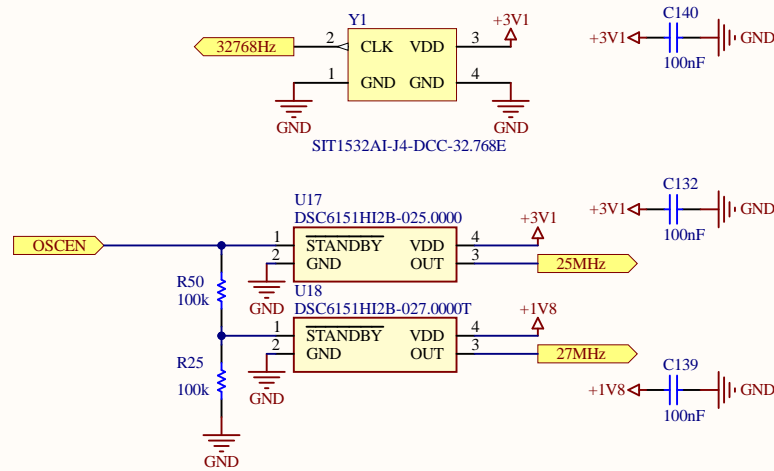 Y1
+3V1
C140
32768Hz
2
CLK
VDD
3
+3V1
GND
100nF
1
GND
GND
4
GND
GND
SIT1532AI-J4-DCC-32.768E
C132
U17
DSC6151HI2B-025.0000
+3V1
+3V1
GND
100nF
OSCEN
1
STANDBY
VDD
4
2
GND
OUT
3
25MHz
GND
U18
DSC6151HI2B-027.0000T
+1V8
R50
100k
1
STANDBY
VDD
4
2
GND
OUT
3
27MHz
GND
R25
100k
C139
+1V8
GND
100nF
GND